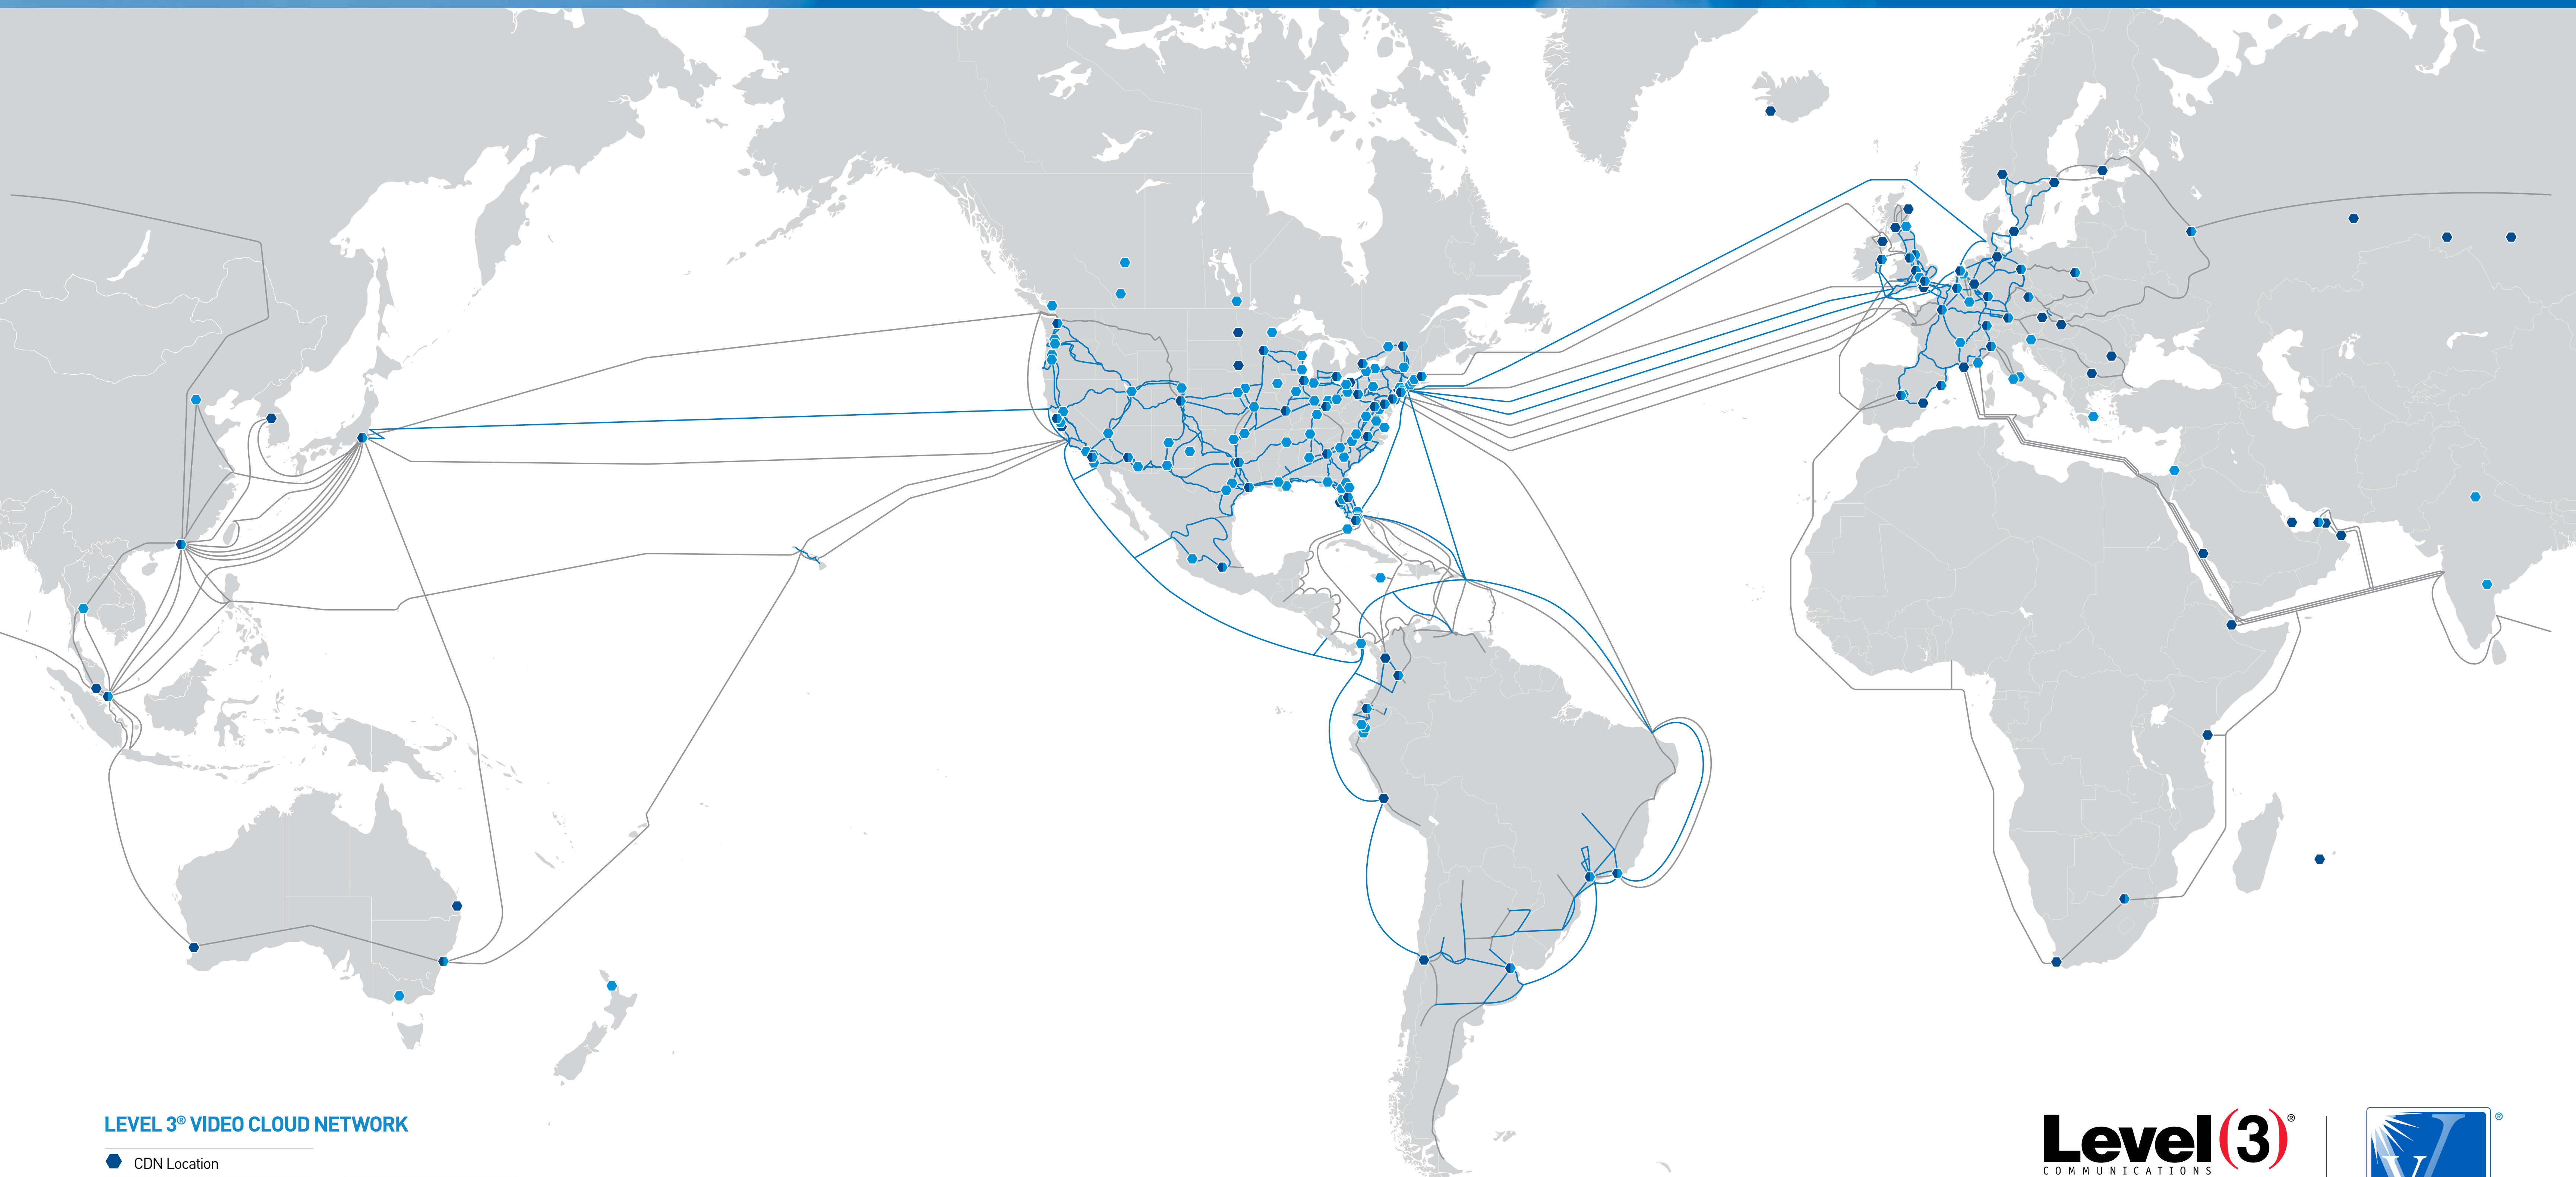 LEVEL 3® VIDEO CLOUD NETWORK
CDN Location
Level(3)®
COMMUNICATIONS
V
®